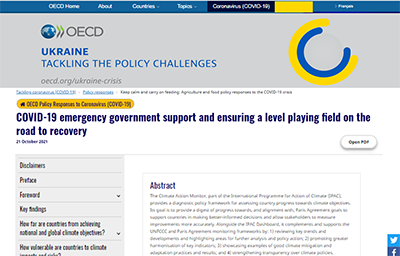 OECD Home About Countries Topics Coronavirus (COVID-19) Français
OECD
UKRAINE
TACKLING THE POLICY CHALLENGES
oecd.org/ukraine-crisis
Tackling coronavirus (COVID-19) Policy responses Keep calm and carry on feeding: Agriculture and food policy responses to the COVID-19 crisis
OECD Policy Responses to Coronavirus (COVID-19)
COVID-19 emergency government support and ensuring a level playing field on the
road to recovery
21 October 2021
Open PDF
Disclaimers
Preface
Foreword
Key findings
How far are countries from achieving
national and global climate objectives?
How vulnerable are countries to climate
impacts and risks?
Abstract
The Climate Action Monitor, part of the International Programme for Action of Climate (IPAC),
provides a diagnostic policy framework for assessing country progress towards climate objectives.
Its goal is to provide a digest of progress towards, and alignment with, Paris Agreement goals to
support countries in making better-informed decisions and allow stakeholders to measure
improvements more accurately. Alongside the IPAC Dashboard, it complements and supports the
UNFCCC and Paris Agreement monitoring frameworks by: 1) reviewing key trends and
developments and highlighting areas for further analysis and policy action; 2) promoting greater
harmonisation of key indicators, 3) showcasing examples of good climate mitigation and
adaptation practices and results; and 4) strengthening transparency over climate policies,